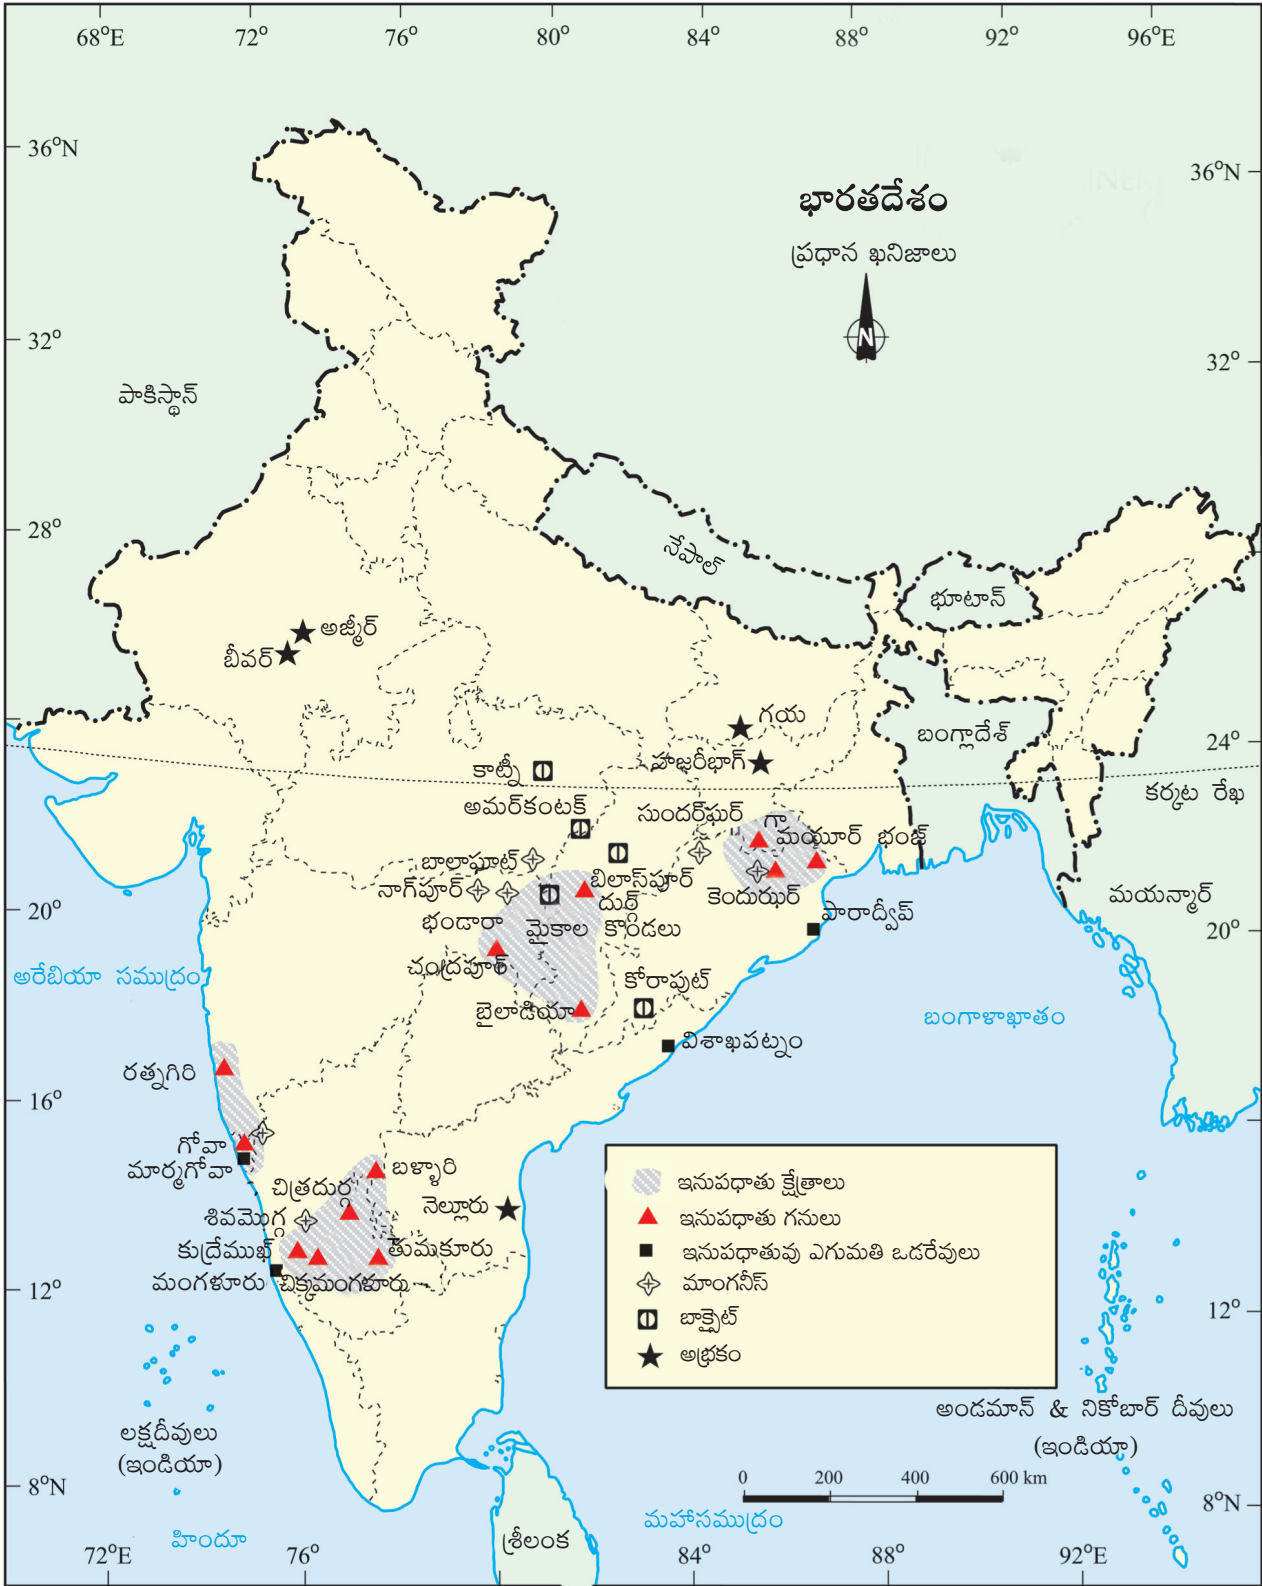 68°E 72° 76° 80° 84° 88° 92° 96°E
36°N
36°N
భారతదేశం
ప్రధాన ఖనిజాలు
N
32°
32°
పాకిస్థాన్
28°
నేపాల్
భూటాన్
అజ్మీర్
బీవర్
గయ
బంగ్లాదేశ్
24°
హజారీభాగ్
కాట్నీ
కర్కట రేఖ
అమర్‌కంటక్
సుందర్‌ఘర్
గా
మయూర్ భంజ్
బాలాఘాట్
నాగ్‌పూర్
బిలాస్‌పూర్
దుర్గ్
కెందుఝర్
మయన్మార్
20°
20°
భండారా
మైకాల కొండలు
పారాద్వీప్
చంద్రపూర్
అరేబియా సముద్రం
కోరాపుట్
బైలాడియా
బంగాళాఖాతం
విశాఖపట్నం
రత్నగిరి
16°
గోవా
మార్మగోవా
బళ్ళారి
చిత్రదుర్గ
నెల్లూరు
శివమొగ్గ
కుద్రేముఖ్
తుమకూరు
మంగళూరు
చిక్కమంగళూరు
12°
12°
ఇనుపధాతు క్షేత్రాలు
ఇనుపధాతు గనులు
ఇనుపధాతువు ఎగుమతి ఒడరేవులు
మాంగనీస్
బాక్సైట్
అభ్రకం
అండమాన్ & నికోబార్ దీవులు
(ఇండియా)
లక్షదీవులు
(ఇండియా)
0 200 400 600 km
8°N
8°N
హిందూ
మహాసముద్రం
శ్రీలంక
72°E 76° 84° 88° 92°E